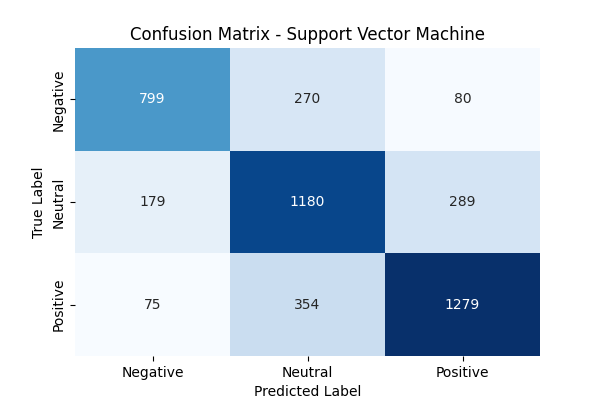 Confusion Matrix - Support Vector Machine
True Label
Negative
799 270 80
Neutral
179 1180 289
Positive
75 354 1279
Negative Neutral Positive
Predicted Label